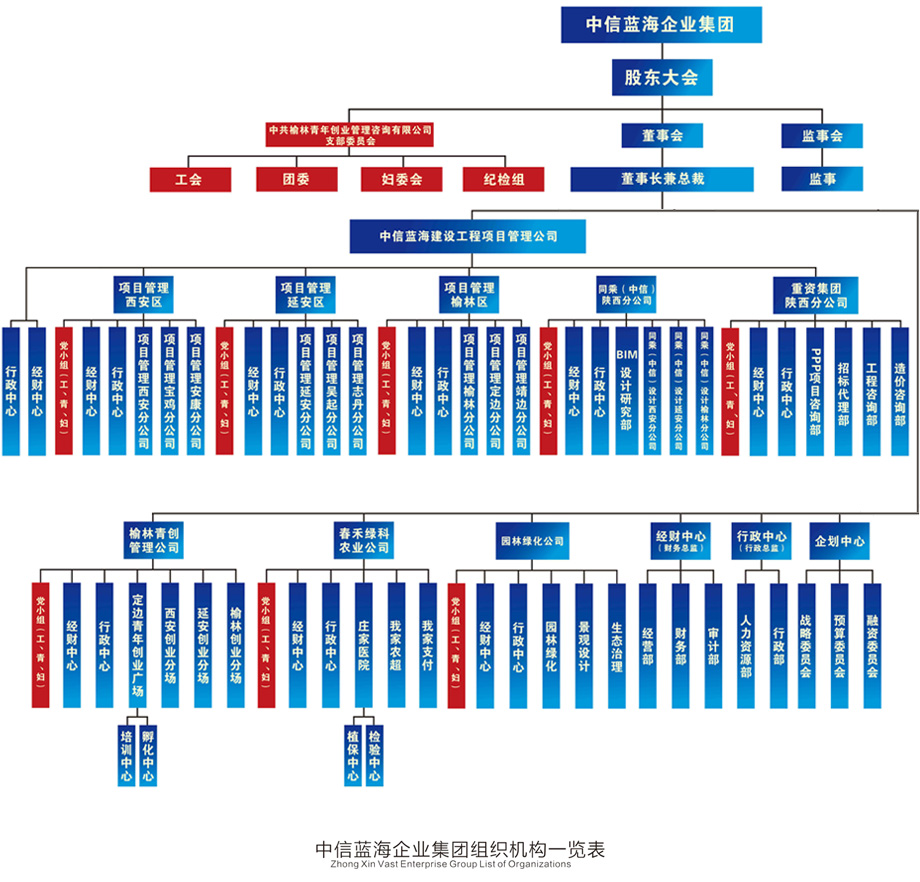 中信蓝海企业集团
股东大会
中共榆林青年创业管理咨询有限公司
支部委员会
董事会
监事会
工会
团委
妇委会
纪检组
董事长兼总裁
监事
中信蓝海建设工程项目管理公司
项目管理
西安区
项目管理
延安区
项目管理
榆林区
同乘（中信）
陕西分公司
重资集团
陕西分公司
行政中心
经财中心
党小组（工、青、妇）
经财中心
行政中心
项目管理西安分公司
项目管理宝鸡分公司
项目管理安康分公司
党小组（工、青、妇）
经财中心
行政中心
项目管理延安分公司
项目管理吴起分公司
项目管理志丹分公司
党小组（工、青、妇）
经财中心
行政中心
项目管理榆林分公司
项目管理定边分公司
项目管理靖边分公司
党小组（工、青、妇）
经财中心
行政中心
BIM设计研究部
同乘（中信）设计西安分公司
同乘（中信）设计延安分公司
同乘（中信）设计榆林分公司
党小组（工、青、妇）
经财中心
行政中心
PPP项目咨询部
招标代理部
工程咨询部
造价咨询部
榆林青创
管理公司
春禾绿科
农业公司
园林绿化公司
经财中心
（财务总监）
行政中心
（行政总监）
企划中心
党小组（工、青、妇）
经财中心
行政中心
定边青年创业广场
西安创业分场
延安创业分场
榆林创业分场
党小组（工、青、妇）
经财中心
行政中心
庄家医院
我家农超
我家支付
党小组（工、青、妇）
经财中心
行政中心
园林绿化
景观设计
生态治理
经营部
财务部
审计部
人力资源部
行政部
战略委员会
预算委员会
融资委员会
培训中心
孵化中心
植保中心
检验中心
中信蓝海企业集团组织机构一览表
Zhong Xin Vast Enterprise Group List of Organizations